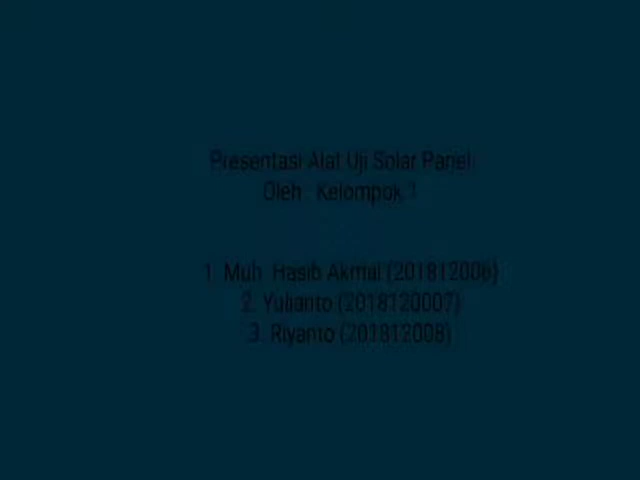 Presentasi Alat Uji Solar Panel
Oleh : Kelompok 1
1. Muh. Hasib Akmal (201812006)
2. Yulianto (2018120007)
3. Riyanto (201812008)